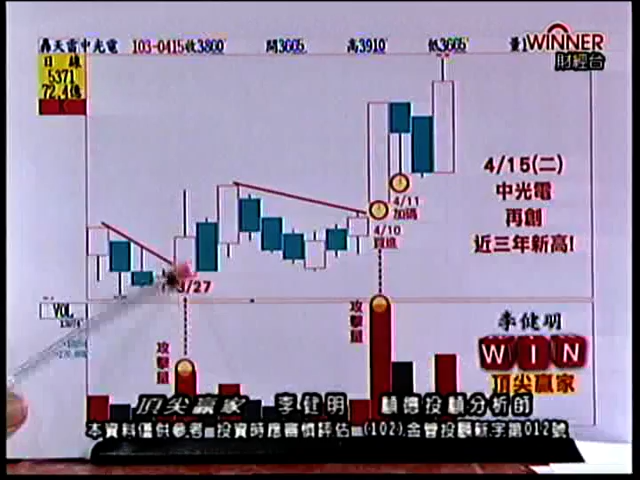 轟天雷中光電 103-0415收3800 開3665 高3910 低3665 量
WINNER
財經台
日線
5371
72.4億
4/15(二)
中光電
再創
近三年新高!
4/11
加碼
4/10
買進
3/27
VOL
攻擊量
攻擊量
李健明
WIN
頂尖贏家
頂尖贏家 李健明 顧德投顧分析師
本資料僅供參考 投資時應審慎評估 (102)金管投顧新字第012號